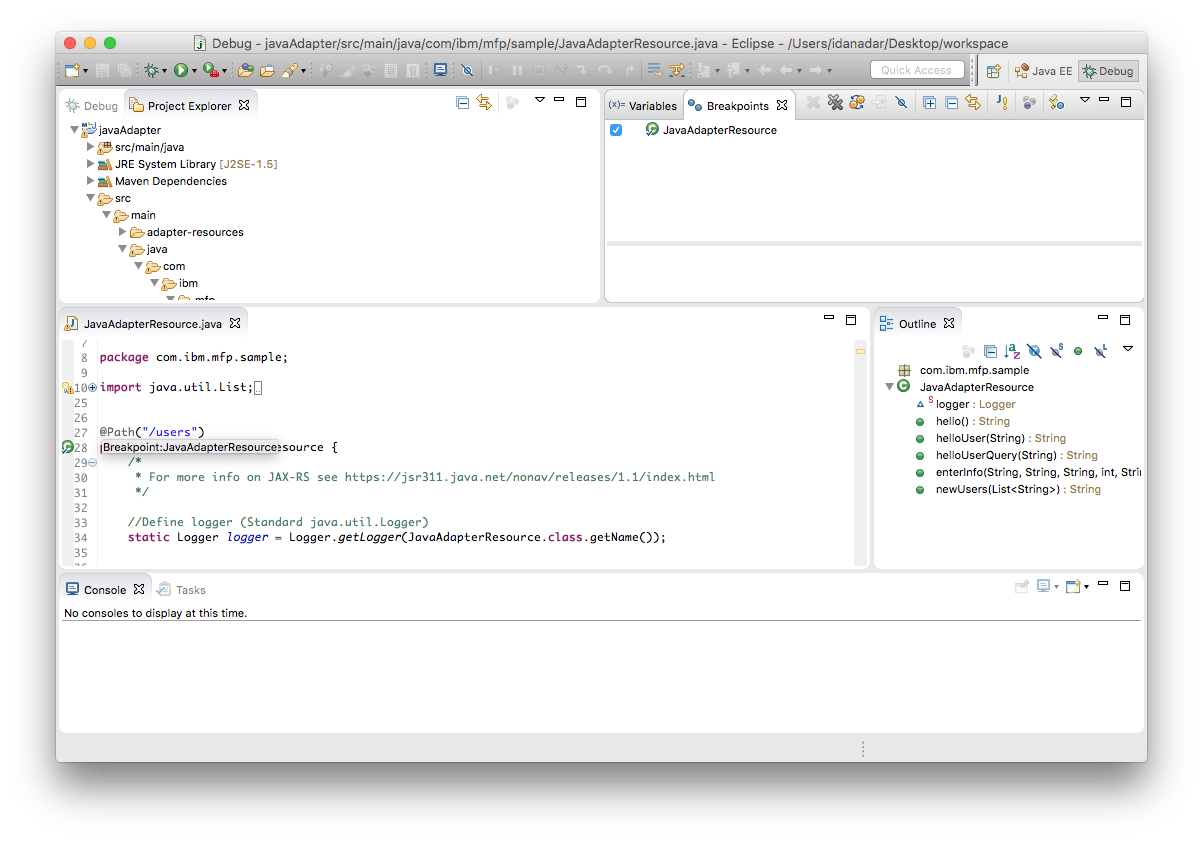 Debug - javaAdapter/src/main/java/com/ibm/mfp/sample/JavaAdapterResource.java - Eclipse - /Users/idanadar/Desktop/workspace
Quick Access
Java EE
Debug
Debug
Project Explorer
javaAdapter
src/main/java
JRE System Library [J2SE-1.5]
Maven Dependencies
src
main
adapter-resources
java
com
ibm
mfp
(x)= Variables
Breakpoints
JavaAdapterResource
JavaAdapterResource.java
7
8 package com.ibm.mfp.sample;
9
10 import java.util.List;
25
26
27 @Path("/users")
28 Breakpoint:JavaAdapterResource esource {
29 /*
30 * For more info on JAX-RS see https://jsr311.java.net/nonav/releases/1.1/index.html
31 */
32
33 //Define logger (Standard java.util.Logger)
34 static Logger logger = Logger.getLogger(JavaAdapterResource.class.getName());
35
Outline
com.ibm.mfp.sample
JavaAdapterResource
logger : Logger
hello() : String
helloUser(String) : String
helloUserQuery(String) : String
enterInfo(String, String, String, int, Stri
newUsers(List<String>) : String
Console
Tasks
No consoles to display at this time.